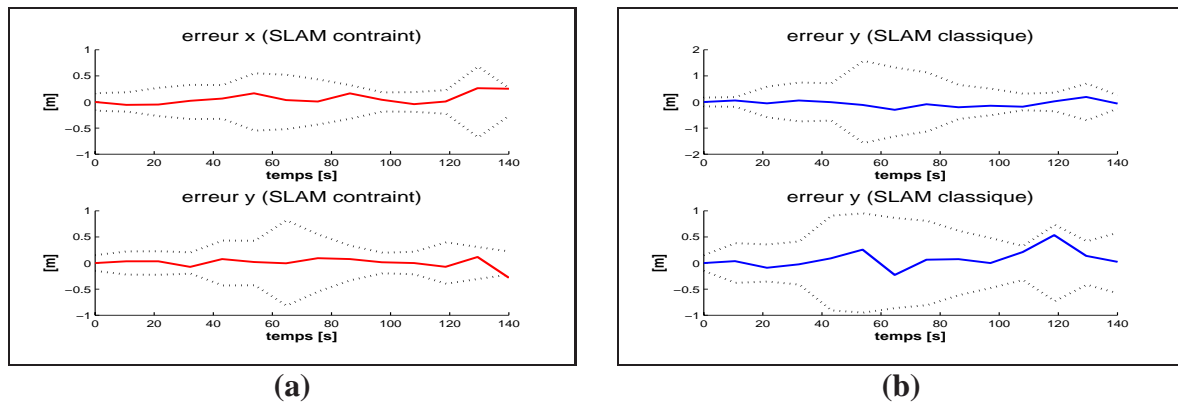 erreur x (SLAM contraint)
1
0.5
0
−0.5
−1
[m]
0 20 40 60 80 100 120 140
temps [s]
erreur y (SLAM contraint)
1
0.5
0
−0.5
−1
[m]
0 20 40 60 80 100 120 140
temps [s]
(a)
erreur y (SLAM classique)
2
1
0
−1
−2
[m]
0 20 40 60 80 100 120 140
temps [s]
erreur y (SLAM classique)
1
0.5
0
−0.5
−1
[m]
0 20 40 60 80 100 120 140
temps [s]
(b)